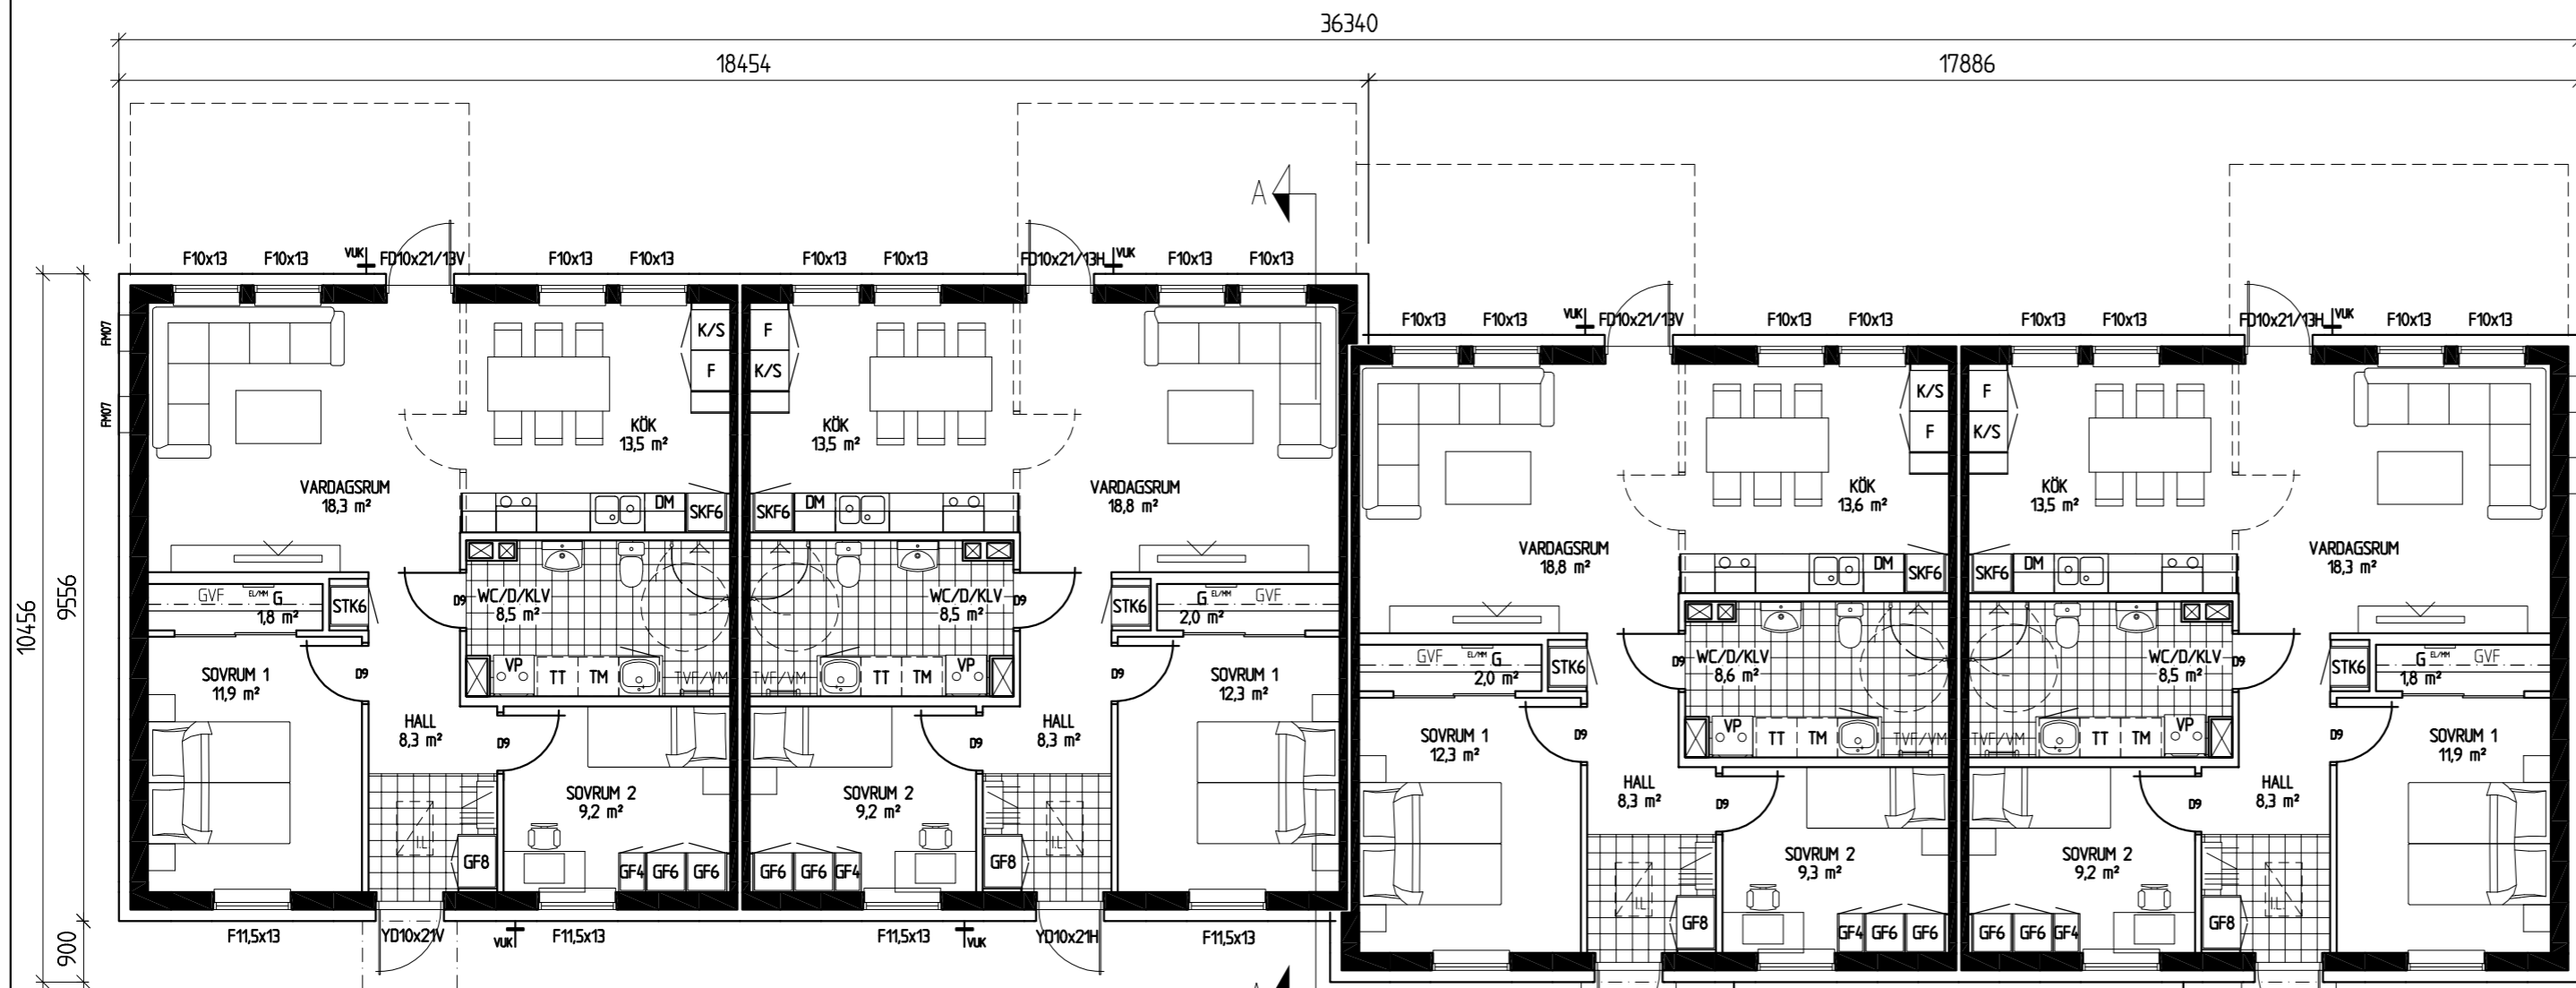 36340
18454
17886
F10x13
F10x13
VUK
FD10x21/13V
F10x13
F10x13
F10x13
F10x13
FD10x21/13H
VUK
F10x13
F10x13
A
F10x13
F10x13
VUK
FD10x21/13V
F10x13
F10x13
F10x13
F10x13
FD10x21/13H
VUK
F10x13
F10x13
10456
9556
900
FM07
FM07
K/S
F
F
K/S
KÖK
13,5 m²
KÖK
13,5 m²
VARDAGSRUM
18,3 m²
VARDAGSRUM
18,8 m²
DM
SKF6
SKF6
DM
GVF
EL/MM
G
1,8 m²
STK6
D9
WC/D/KLV
8,5 m²
WC/D/KLV
8,5 m²
D9
STK6
G
EL/MM
GVF
2,0 m²
VP
TT
TM
TVF/VM
TVF/VM
TT
TM
VP
SOVRUM 1
11,9 m²
D9
D9
SOVRUM 1
12,3 m²
HALL
8,3 m²
D9
D9
HALL
8,3 m²
SOVRUM 2
9,2 m²
SOVRUM 2
9,2 m²
GF8
GF4
GF6
GF6
GF6
GF6
GF4
GF8
F11,5x13
YD10x21V
VUK
F11,5x13
F11,5x13
VUK
YD10x21H
F11,5x13
K/S
F
F
K/S
KÖK
13,6 m²
KÖK
13,5 m²
VARDAGSRUM
18,8 m²
VARDAGSRUM
18,3 m²
DM
SKF6
SKF6
DM
GVF
EL/MM
G
2,0 m²
STK6
D9
WC/D/KLV
8,6 m²
WC/D/KLV
8,5 m²
D9
STK6
G
EL/MM
GVF
1,8 m²
VP
TT
TM
TVF/VM
TVF/VM
TT
TM
VP
SOVRUM 1
12,3 m²
D9
D9
SOVRUM 1
11,9 m²
HALL
8,3 m²
D9
D9
HALL
8,3 m²
SOVRUM 2
9,3 m²
SOVRUM 2
9,2 m²
GF8
GF4
GF6
GF6
GF6
GF6
GF4
GF8